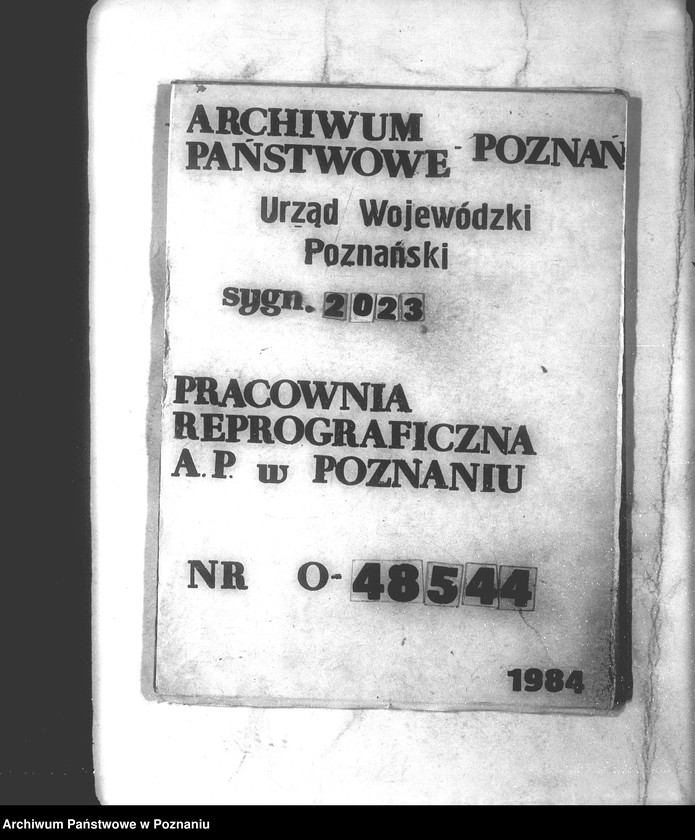 ARCHIWUM
PAŃSTWOWE - POZNAŃ
Urząd Wojewódzki
Poznański
sygn. 2023
PRACOWNIA
REPROGRAFICZNA
A.P. w POZNANIU
NR O-48544
1984
Archiwum Państwowe w Poznaniu